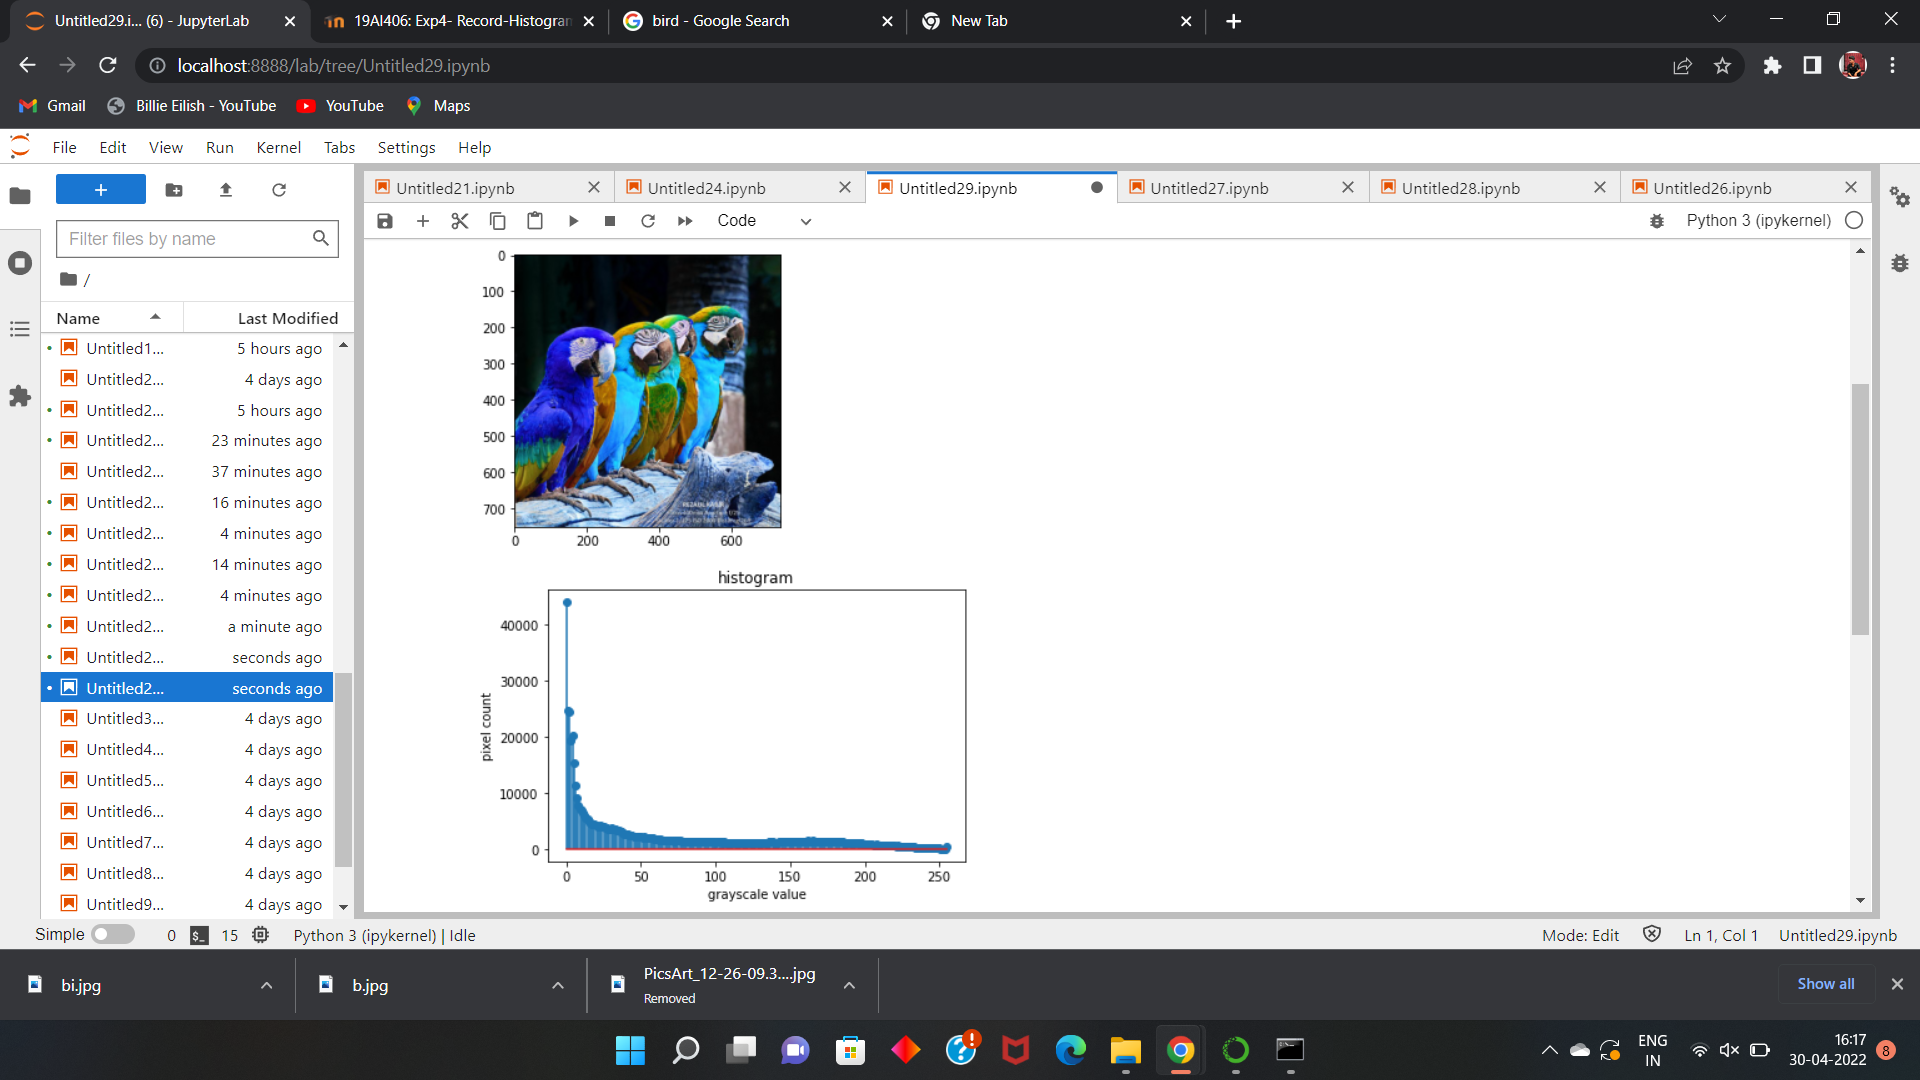 Untitled29.i... (6) - JupyterLab
19AI406: Exp4- Record-Histogram
bird - Google Search
New Tab
localhost:8888/lab/tree/Untitled29.ipynb
Gmail
Billie Eilish - YouTube
YouTube
Maps
File Edit View Run Kernel Tabs Settings Help
Untitled21.ipynb
Untitled24.ipynb
Untitled29.ipynb
Untitled27.ipynb
Untitled28.ipynb
Untitled26.ipynb
Code
Python 3 (ipykernel)
Filter files by name
/
Name Last Modified
Untitled1... 5 hours ago
Untitled2... 4 days ago
Untitled2... 5 hours ago
Untitled2... 23 minutes ago
Untitled2... 37 minutes ago
Untitled2... 16 minutes ago
Untitled2... 4 minutes ago
Untitled2... 14 minutes ago
Untitled2... 4 minutes ago
Untitled2... a minute ago
Untitled2... seconds ago
Untitled2... seconds ago
Untitled3... 4 days ago
Untitled4... 4 days ago
Untitled5... 4 days ago
Untitled6... 4 days ago
Untitled7... 4 days ago
Untitled8... 4 days ago
Untitled9... 4 days ago
0
100
200
300
400
500
600
700
0 200 400 600
histogram
40000
30000
20000
10000
0
pixel count
0 50 100 150 200 250
grayscale value
Simple 0 $_ 15 Python 3 (ipykernel) | Idle
Mode: Edit Ln 1, Col 1 Untitled29.ipynb
bi.jpg
b.jpg
PicsArt_12-26-09.3....jpg
Removed
Show all
ENG
IN
16:17
30-04-2022
8